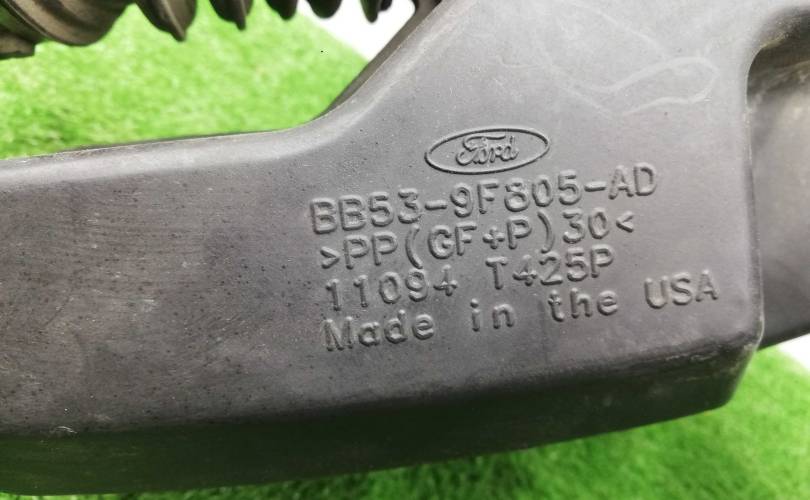 Ford
BB53-9F805-AD
>PP(GF+P)30<
11094 T425P
Made in the USA